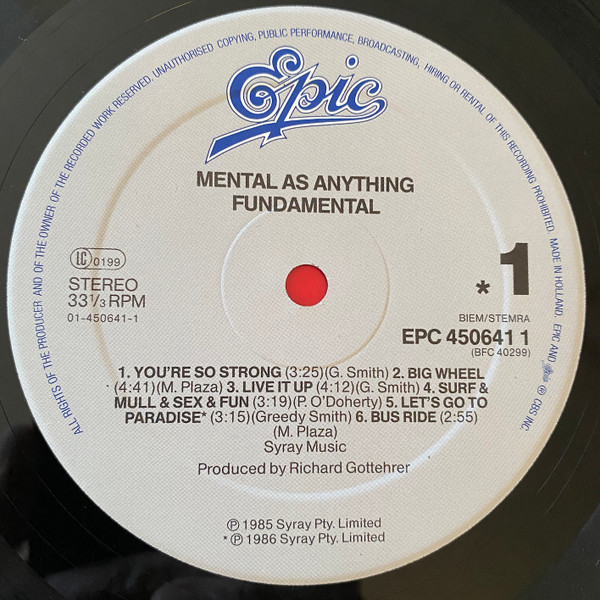 ALL RIGHTS OF THE PRODUCER AND OF THE OWNER OF THE RECORDED WORK RESERVED. UNAUTHORISED COPYING, PUBLIC PERFORMANCE, BROADCASTING, HIRING OR RENTAL OF THIS RECORDING PROHIBITED. MADE IN HOLLAND. EPIC AND Epic ® CBS INC.
Epic
MENTAL AS ANYTHING
FUNDAMENTAL
LC 0199
STEREO
33 1/3 RPM
01-450641-1
* 1
BIEM/STEMRA
EPC 450641 1
(BFC 40299)
1. YOU'RE SO STRONG (3:25)(G. Smith) 2. BIG WHEEL
(4:41)(M. Plaza) 3. LIVE IT UP (4:12)(G. Smith) 4. SURF &
MULL & SEX & FUN (3:19)(P. O'Doherty) 5. LET'S GO TO
PARADISE* (3:15)(Greedy Smith) 6. BUS RIDE (2:55)
(M. Plaza)
Syray Music
Produced by Richard Gottehrer
℗ 1985 Syray Pty. Limited
* ℗ 1986 Syray Pty. Limited